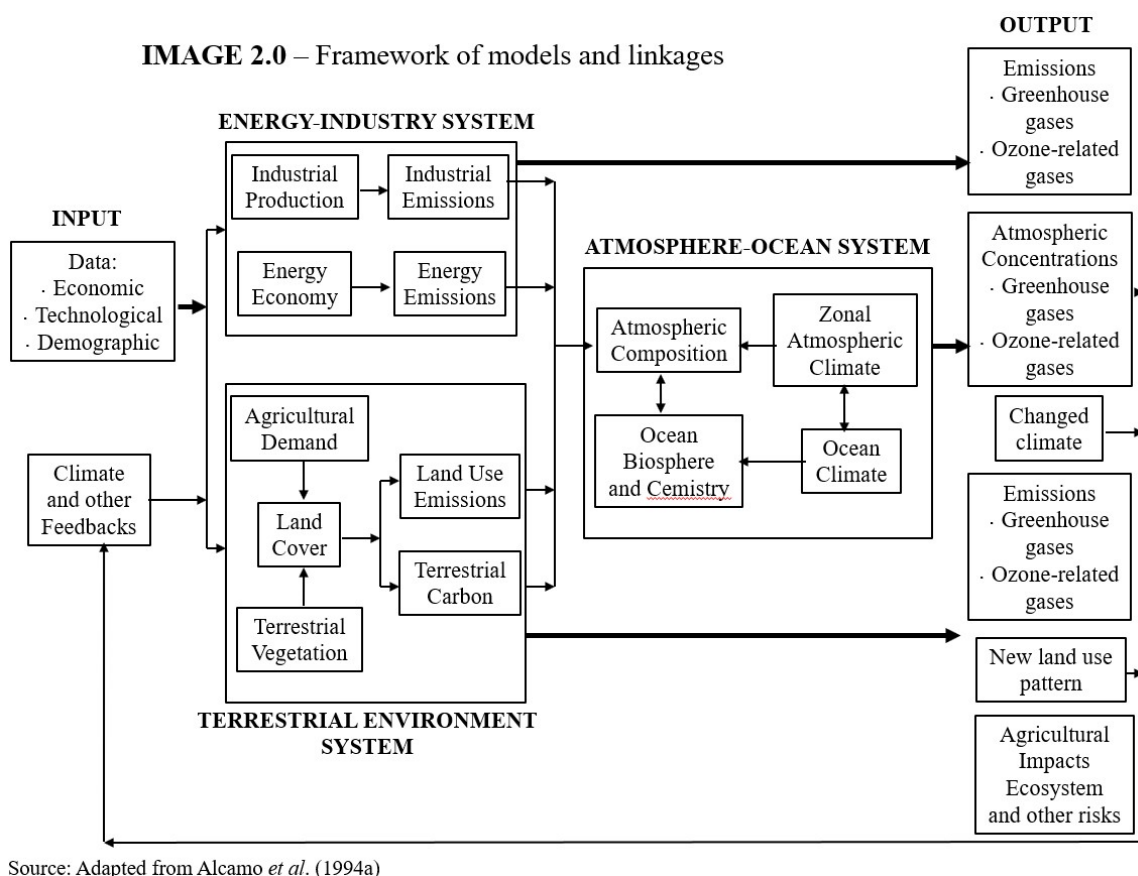 IMAGE 2.0 – Framework of models and linkages
INPUT
Data:
· Economic
· Technological
· Demographic
Climate
and other
Feedbacks
ENERGY-INDUSTRY SYSTEM
Industrial
Production
Industrial
Emissions
Energy
Economy
Energy
Emissions
Agricultural
Demand
Land
Cover
Terrestrial
Vegetation
Land Use
Emissions
Terrestrial
Carbon
TERRESTRIAL ENVIRONMENT
SYSTEM
ATMOSPHERE-OCEAN SYSTEM
Atmospheric
Composition
Zonal
Atmospheric
Climate
Ocean
Biosphere
and Cemistry
Ocean
Climate
OUTPUT
Emissions
· Greenhouse
gases
· Ozone-related
gases
Atmospheric
Concentrations
· Greenhouse
gases
· Ozone-related
gases
Changed
climate
Emissions
· Greenhouse
gases
· Ozone-related
gases
New land use
pattern
Agricultural
Impacts
Ecosystem
and other risks
Source: Adapted from Alcamo et al. (1994a)